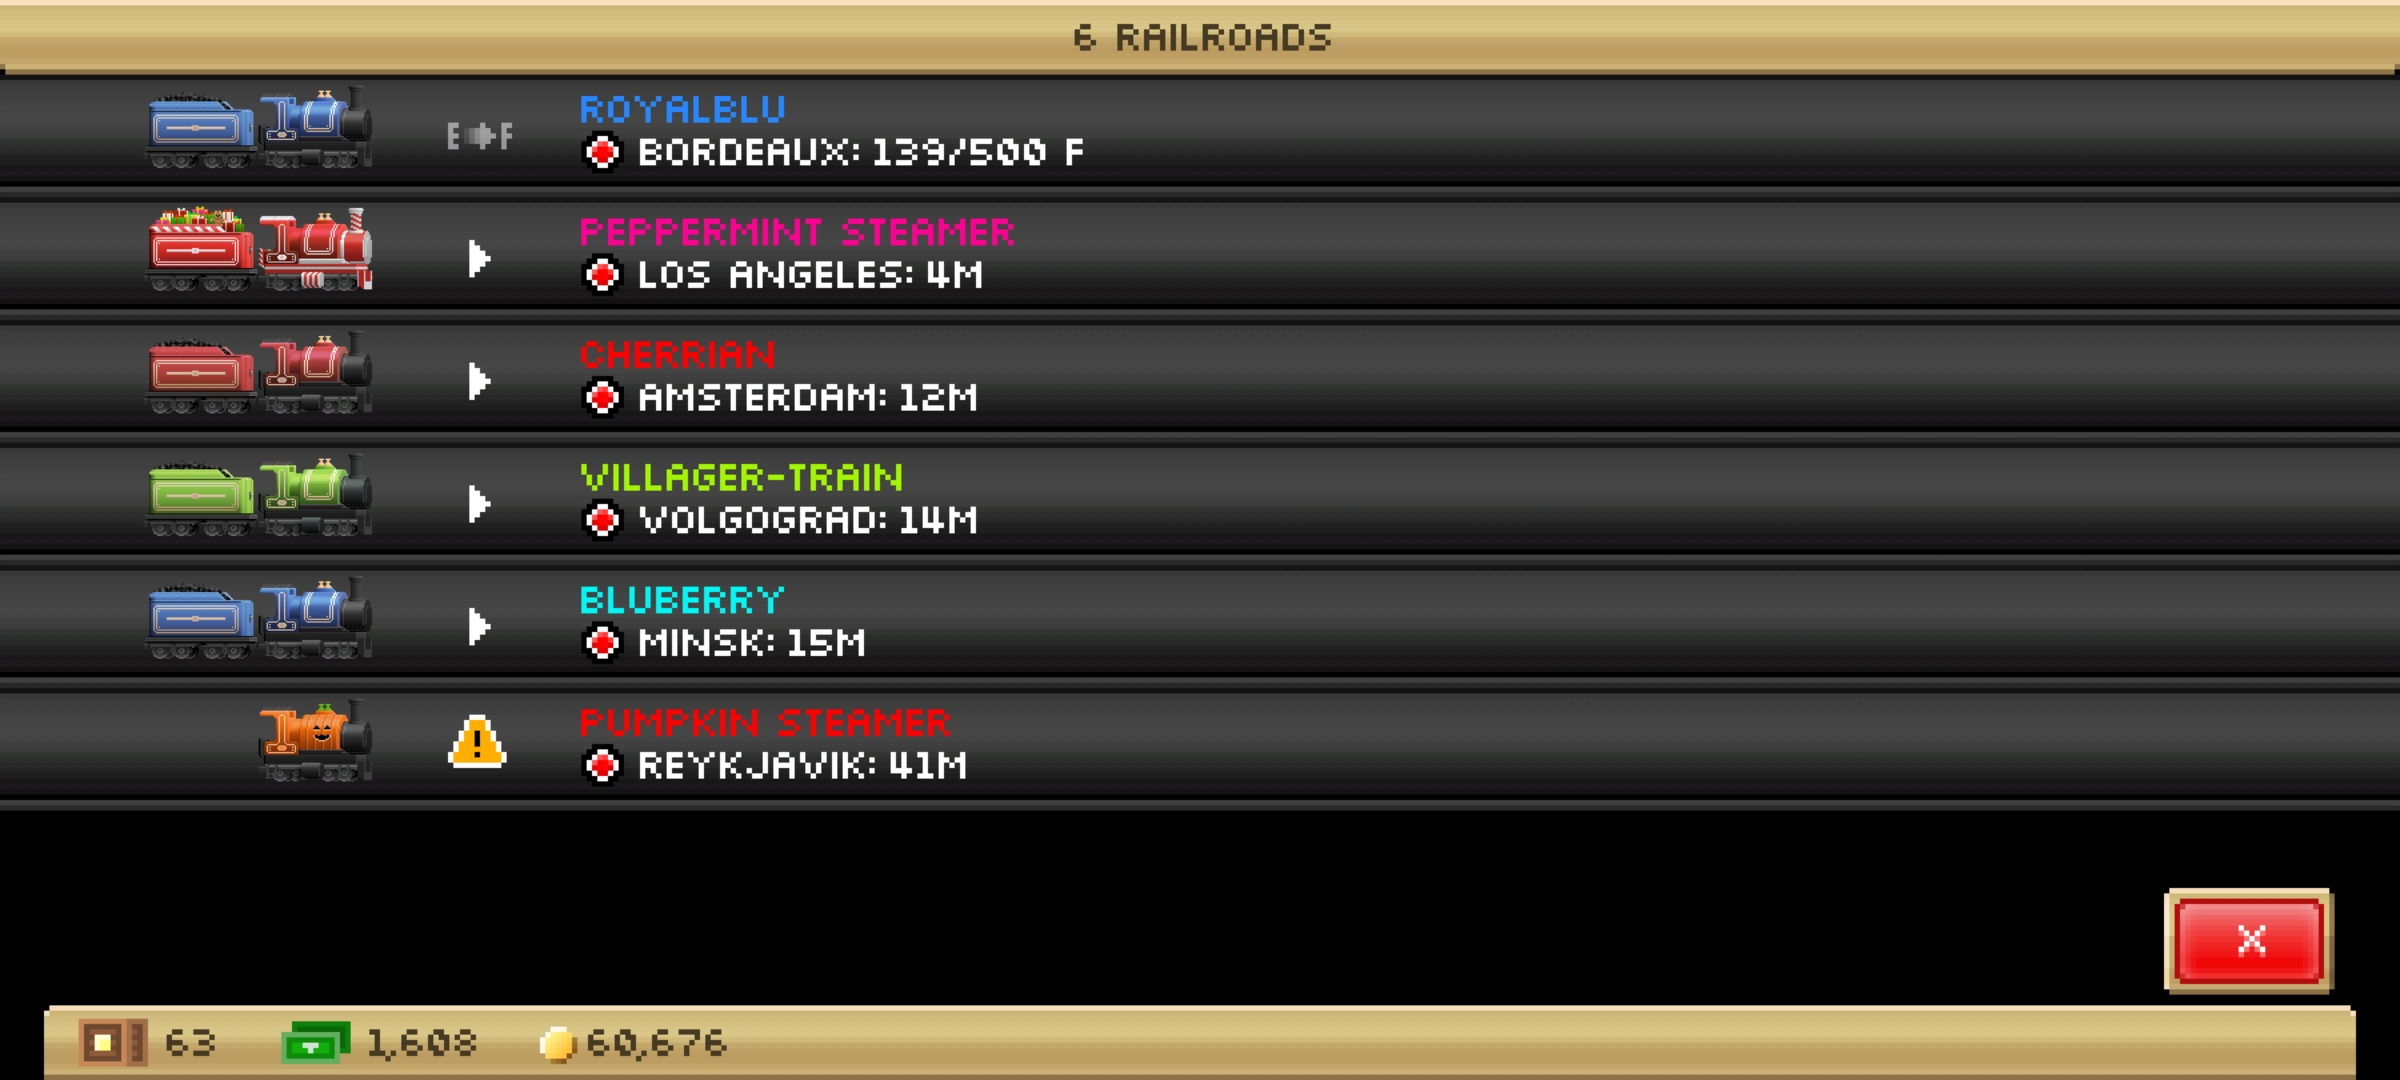 6 RAILROADS
E F
ROYALBLU
BORDEAUX: 139/500 F
PEPPERMINT STEAMER
LOS ANGELES: 4M
CHERRIAN
AMSTERDAM: 12M
VILLAGER-TRAIN
VOLGOGRAD: 14M
BLUBERRY
MINSK: 15M
!
PUMPKIN STEAMER
REYKJAVIK: 41M
X
63 1,608 60,676